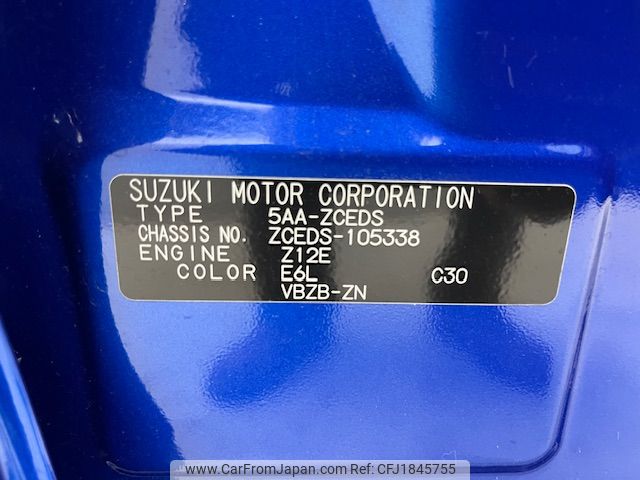 SUZUKI MOTOR CORPORATION
TYPE 5AA-ZCEDS
CHASSIS NO. ZCEDS-105338
ENGINE Z12E
COLOR E6L C30
VBZB-ZN
www.CarFromJapan.com Ref: CFJ1845755